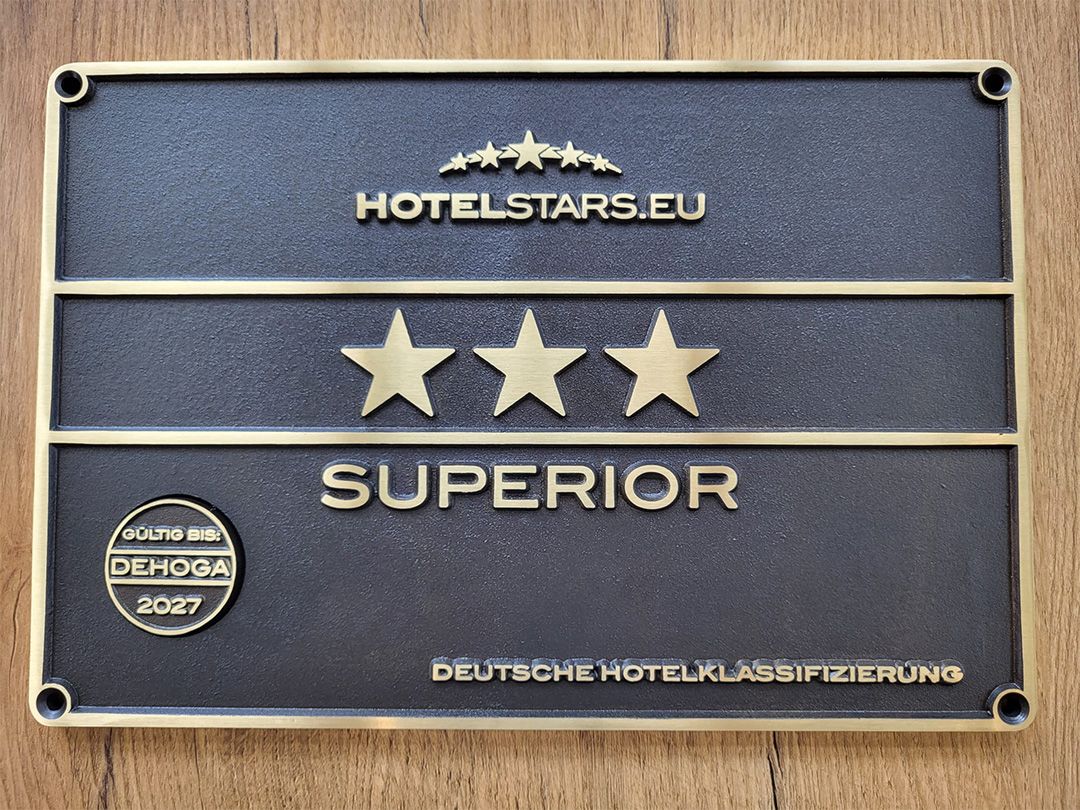 HOTELSTARS.EU
SUPERIOR
GÜLTIG BIS:
DEHOGA
2027
DEUTSCHE HOTELKLASSIFIZIERUNG